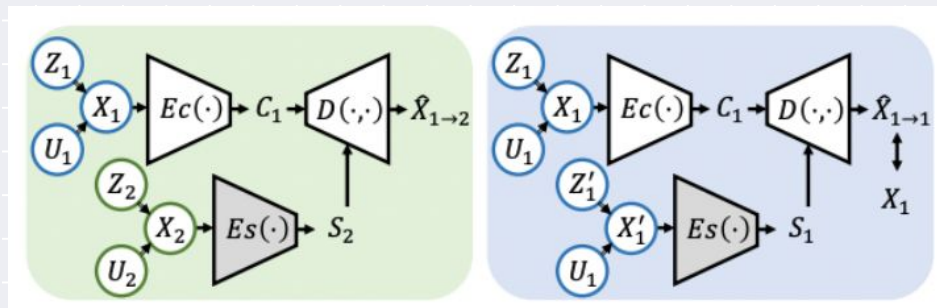 Z₁
X₁ Ec(·) C₁ D(·,·) X̂₁→₂
U₁
Z₂
X₂ Es(·) S₂
U₂
Z₁
X₁ Ec(·) C₁ D(·,·) X̂₁→₁
U₁
Z₁′ X₁
X₁′ Es(·) S₁
U₁